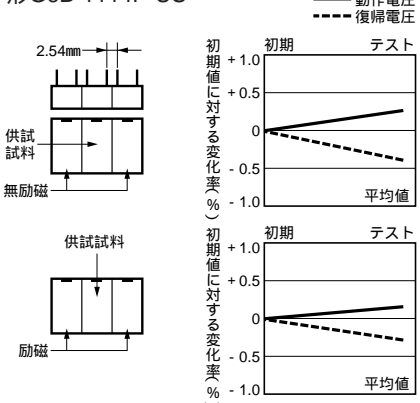 動作電圧
復帰電圧
2.54mm
供試
試料
無励磁
初期値に対する変化率(%)
初期
テスト
+ 1.0
+ 0.5
0
- 0.5
- 1.0
平均値
供試試料
励磁
初期値に対する変化率(%
初期
テスト
+ 1.0
+ 0.5
0
- 0.5
- 1.0
平均値